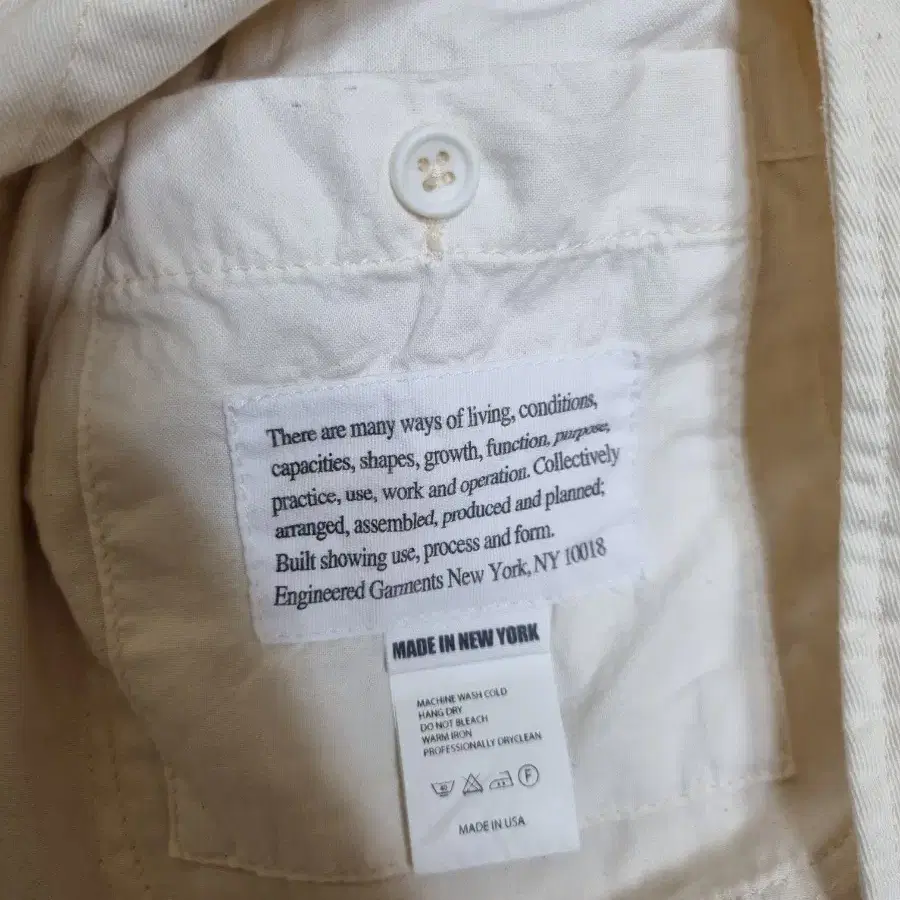 There are many ways of living, conditions,
capacities, shapes, growth, function, purpose,
practice, use, work and operation. Collectively
arranged, assembled, produced and planned;
Built showing use, process and form.
Engineered Garments New York, NY 10018
MADE IN NEW YORK
MACHINE WASH COLD
HANG DRY
DO NOT BLEACH
WARM IRON
PROFESSIONALLY DRYCLEAN
40 F
MADE IN USA